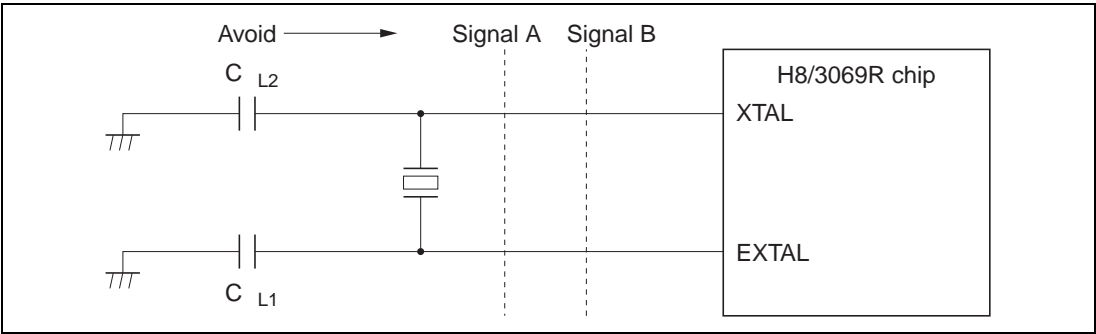 Avoid
Signal A
Signal B
C L2
H8/3069R chip
XTAL
EXTAL
C L1